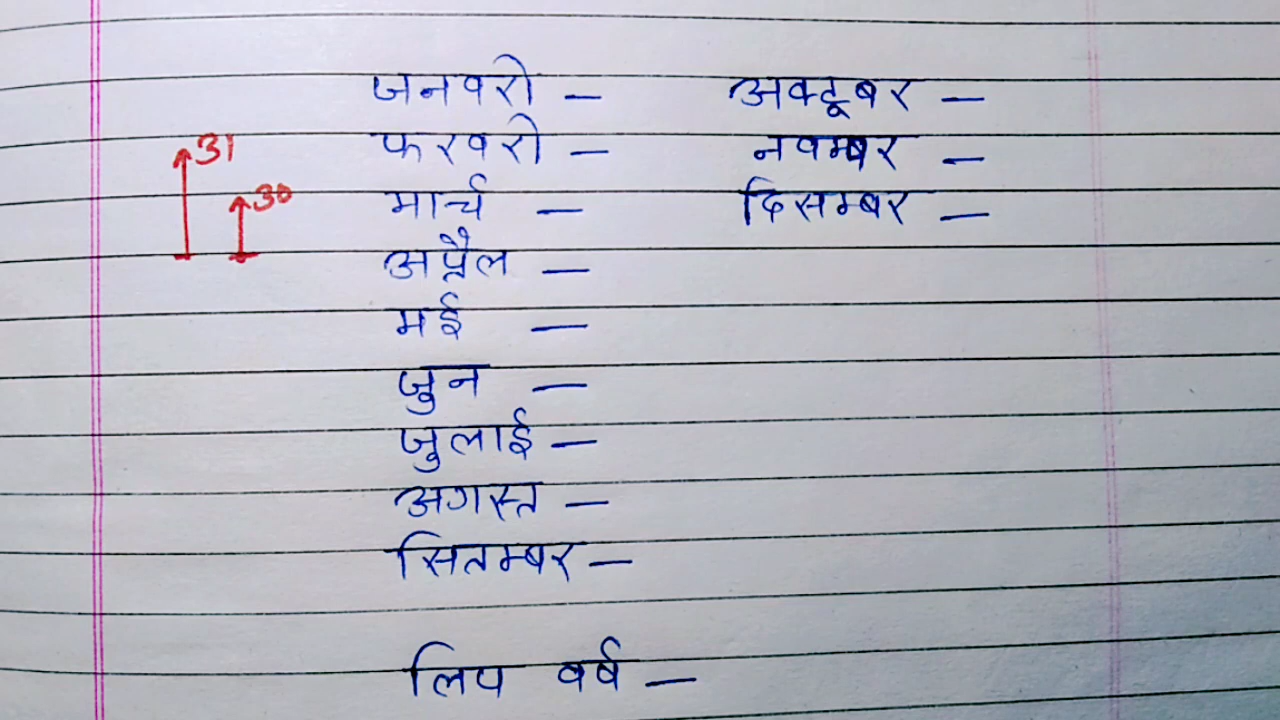 जनवरी –
फरवरी –
मार्च –
अप्रैल –
मई –
जुन –
जुलाई –
अगस्त –
सितम्बर –
अक्टूबर –
नवम्बर –
दिसम्बर –
31
30
लिप वर्ष –